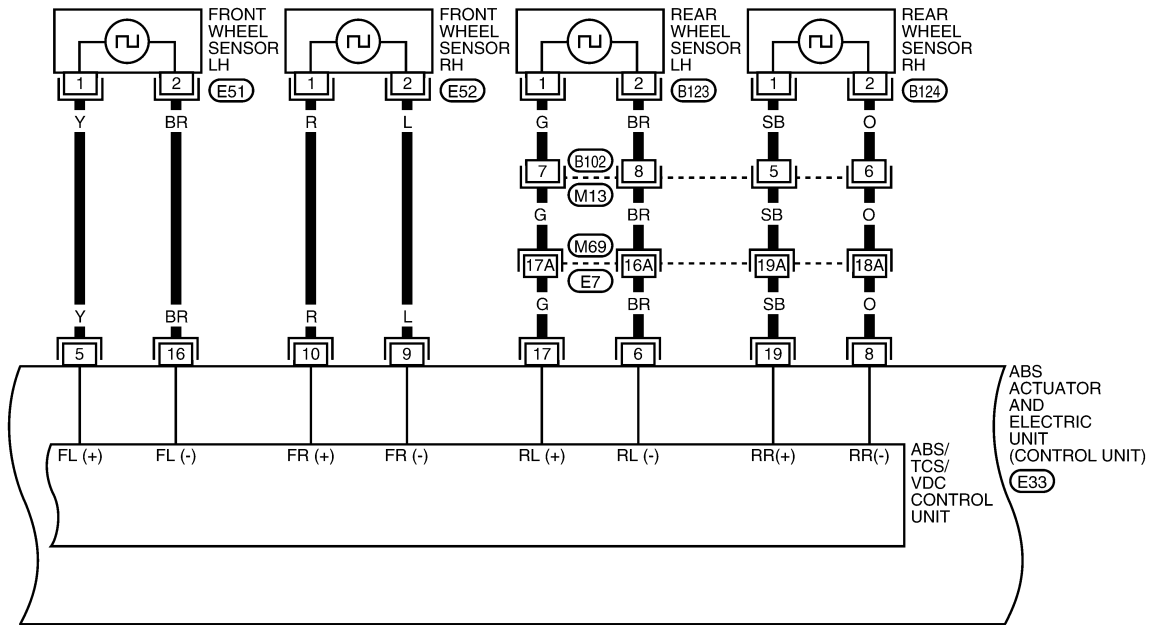 FRONT
WHEEL
SENSOR
LH
FRONT
WHEEL
SENSOR
RH
REAR
WHEEL
SENSOR
LH
REAR
WHEEL
SENSOR
RH
1 2 E51 1 2 E52 1 2 B123 1 2 B124
Y BR R L G BR SB O
7 B102 8 5 6
M13
G BR SB O
M69
17A 16A 19A 18A
E7
G BR SB O
Y BR R L
5 16 10 9 17 6 19 8
ABS
ACTUATOR
AND
ELECTRIC
UNIT
(CONTROL UNIT)
E33
FL (+) FL (-) FR (+) FR (-) RL (+) RL (-) RR(+) RR(-)
ABS/
TCS/
VDC
CONTROL
UNIT